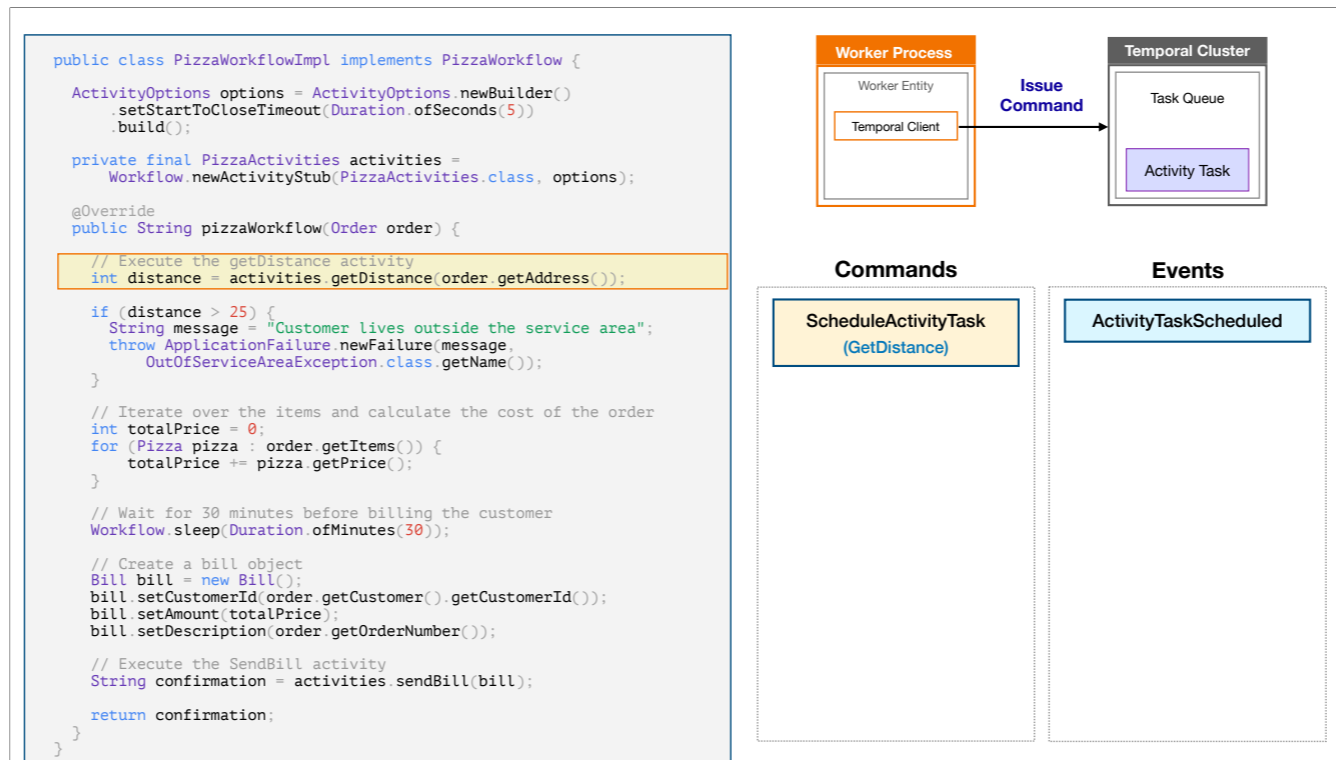 public class PizzaWorkflowImpl implements PizzaWorkflow {
ActivityOptions options = ActivityOptions.newBuilder()
.setStartToCloseTimeout(Duration.ofSeconds(5))
.build();
private final PizzaActivities activities =
Workflow.newActivityStub(PizzaActivities.class, options);
@Override
public String pizzaWorkflow(Order order) {
// Execute the getDistance activity
int distance = activities.getDistance(order.getAddress());
if (distance > 25) {
String message = "Customer lives outside the service area";
throw ApplicationFailure.newFailure(message,
OutOfServiceAreaException.class.getName());
}
// Iterate over the items and calculate the cost of the order
int totalPrice = 0;
for (Pizza pizza : order.getItems()) {
totalPrice += pizza.getPrice();
}
// Wait for 30 minutes before billing the customer
Workflow.sleep(Duration.ofMinutes(30));
// Create a bill object
Bill bill = new Bill();
bill.setCustomerId(order.getCustomer().getCustomerId());
bill.setAmount(totalPrice);
bill.setDescription(order.getOrderNumber());
// Execute the SendBill activity
String confirmation = activities.sendBill(bill);
return confirmation;
}
}
Worker Process
Worker Entity
Temporal Client
Issue
Command
Temporal Cluster
Task Queue
Activity Task
Commands
ScheduleActivityTask
(GetDistance)
Events
ActivityTaskScheduled